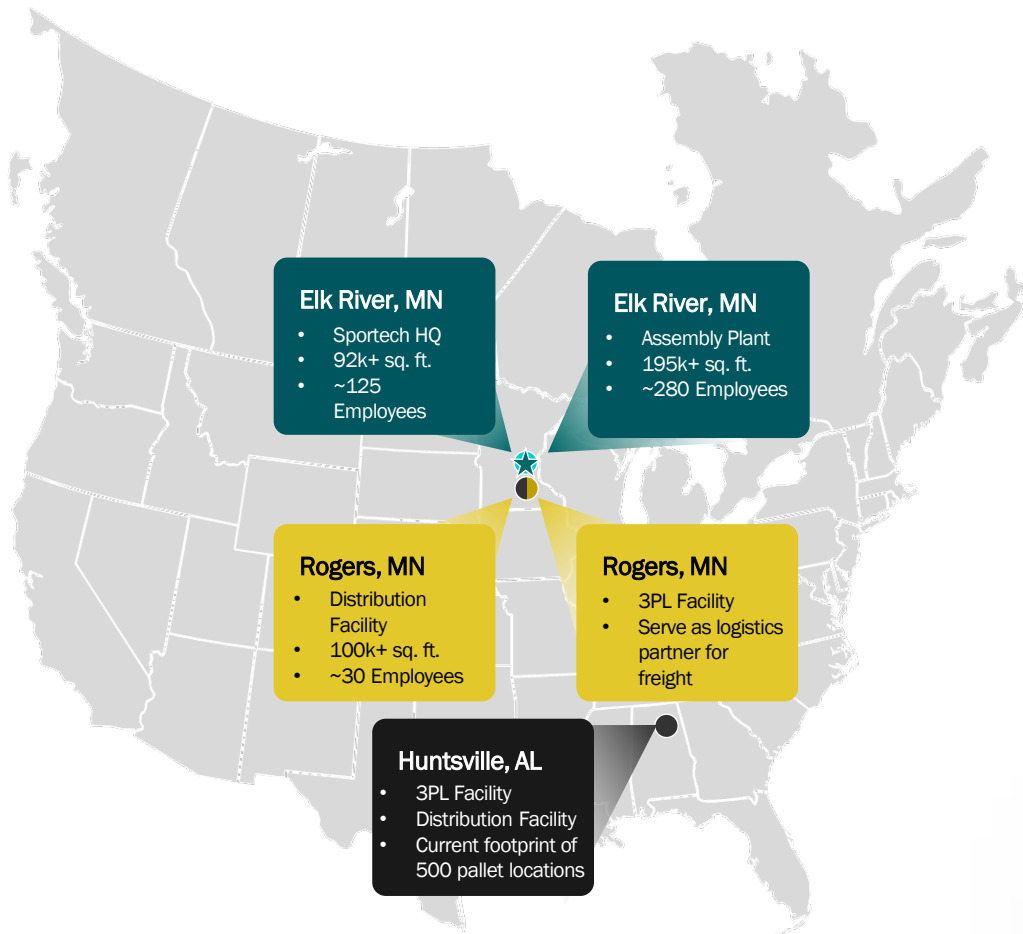 Elk River, MN
• Sportech HQ
• 92k+ sq. ft.
• ~125
Employees
Elk River, MN
• Assembly Plant
• 195k+ sq. ft.
• ~280 Employees
Rogers, MN
• Distribution
Facility
• 100k+ sq. ft.
• ~30 Employees
Rogers, MN
• 3PL Facility
• Serve as logistics
partner for
freight
Huntsville, AL
• 3PL Facility
• Distribution Facility
• Current footprint of
500 pallet locations